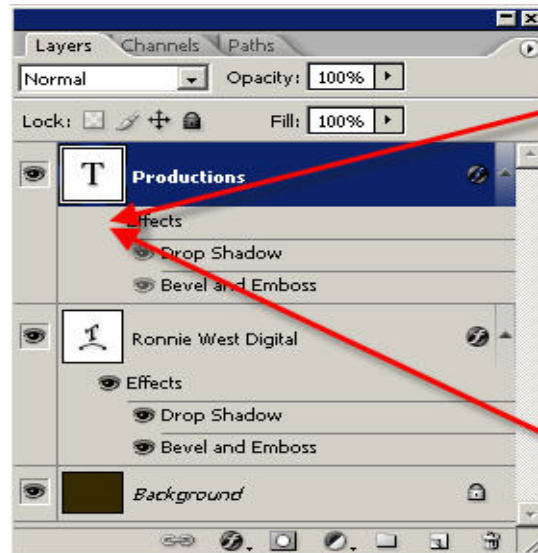 Layers Channels Paths
Normal Opacity: 100%
Lock: Fill: 100%
T Productions
Effects
Drop Shadow
Bevel and Emboss
T Ronnie West Digital
Effects
Drop Shadow
Bevel and Emboss
Background